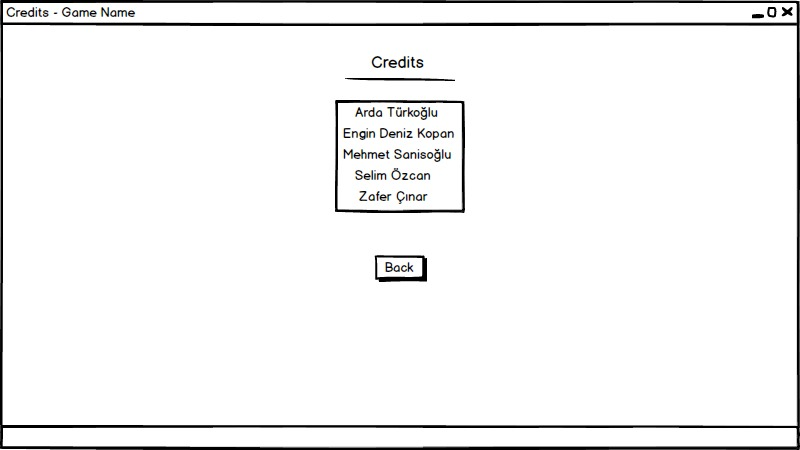 Credits - Game Name
Credits
Arda Türkoğlu
Engin Deniz Kopan
Mehmet Sanisoğlu
Selim Özcan
Zafer Çınar
Back